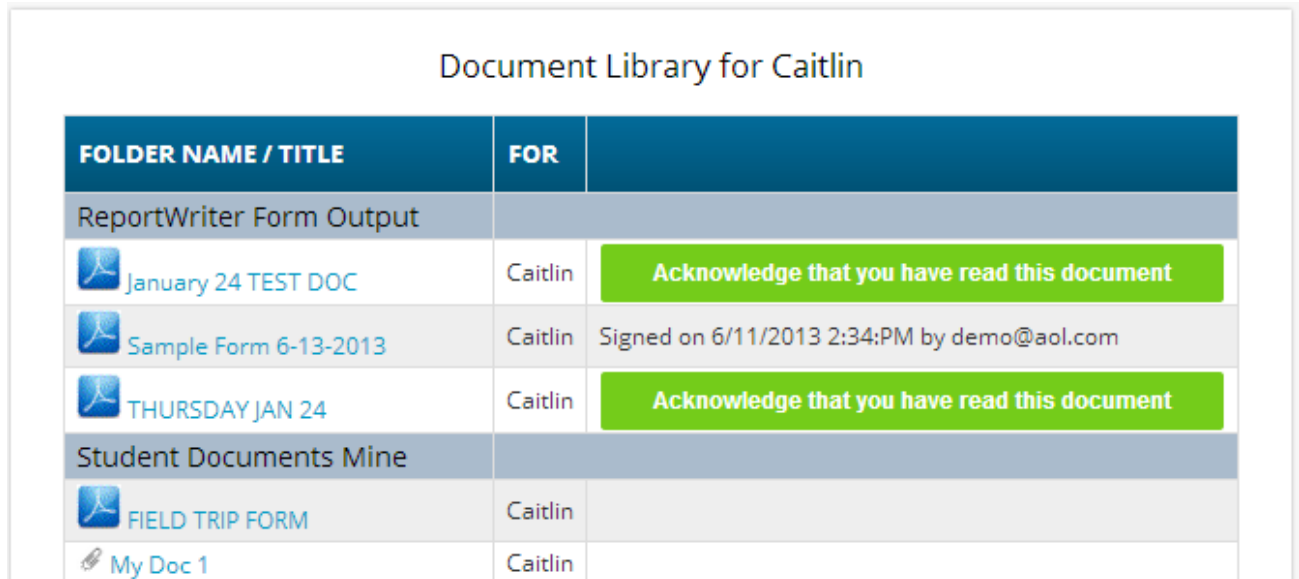 Document Library for Caitlin
FOLDER NAME / TITLE FOR
ReportWriter Form Output
January 24 TEST DOC Caitlin Acknowledge that you have read this document
Sample Form 6-13-2013 Caitlin Signed on 6/11/2013 2:34:PM by demo@aol.com
THURSDAY JAN 24 Caitlin Acknowledge that you have read this document
Student Documents Mine
FIELD TRIP FORM Caitlin
My Doc 1 Caitlin